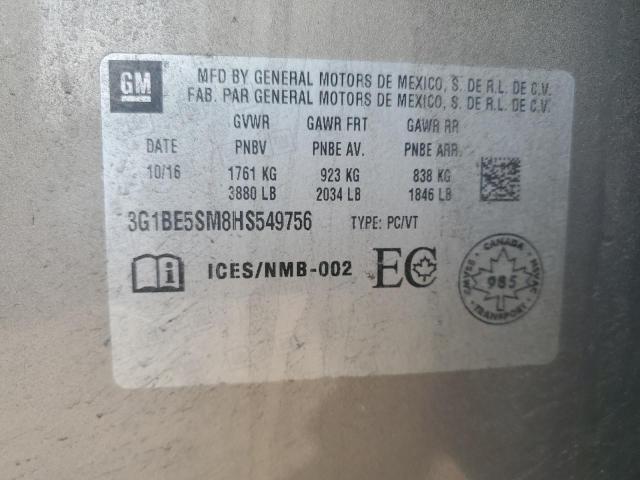 GM
MFD BY GENERAL MOTORS DE MEXICO, S. DE R.L. DE C.V.
FAB. PAR GENERAL MOTORS DE MEXICO, S. DE R.L. DE C.V.
GVWR GAWR FRT GAWR RR
DATE PNBV PNBE AV. PNBE ARR.
10/16 1761 KG 923 KG 838 KG
3880 LB 2034 LB 1846 LB
3G1BE5SM8HS549756 TYPE: PC/VT
i ICES/NMB-002 EC
CANADA
985
TRANSPORT